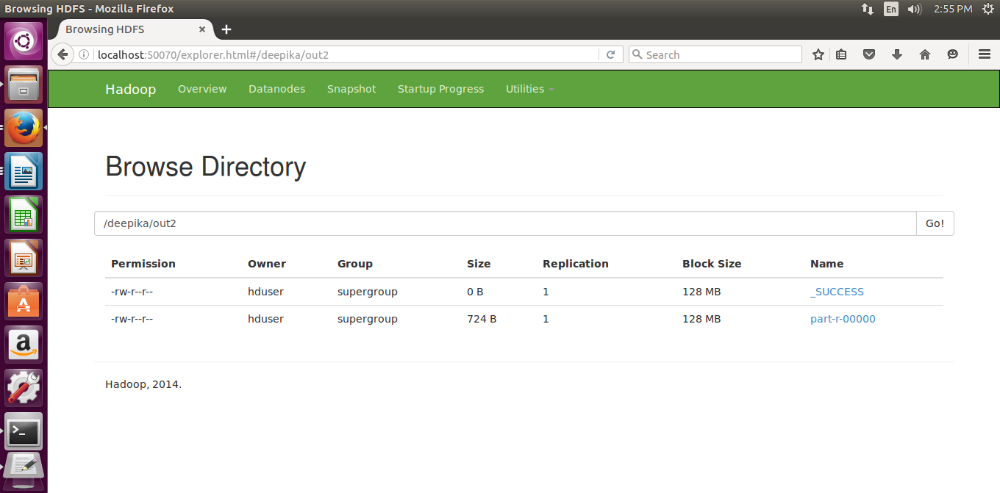 Browsing HDFS - Mozilla Firefox
En
2:55 PM
Browsing HDFS
localhost:50070/explorer.html#/deepika/out2
Search
Hadoop Overview Datanodes Snapshot Startup Progress Utilities
Browse Directory
/deepika/out2 Go!
Permission Owner Group Size Replication Block Size Name
-rw-r--r-- hduser supergroup 0 B 1 128 MB _SUCCESS
-rw-r--r-- hduser supergroup 724 B 1 128 MB part-r-00000
Hadoop, 2014.